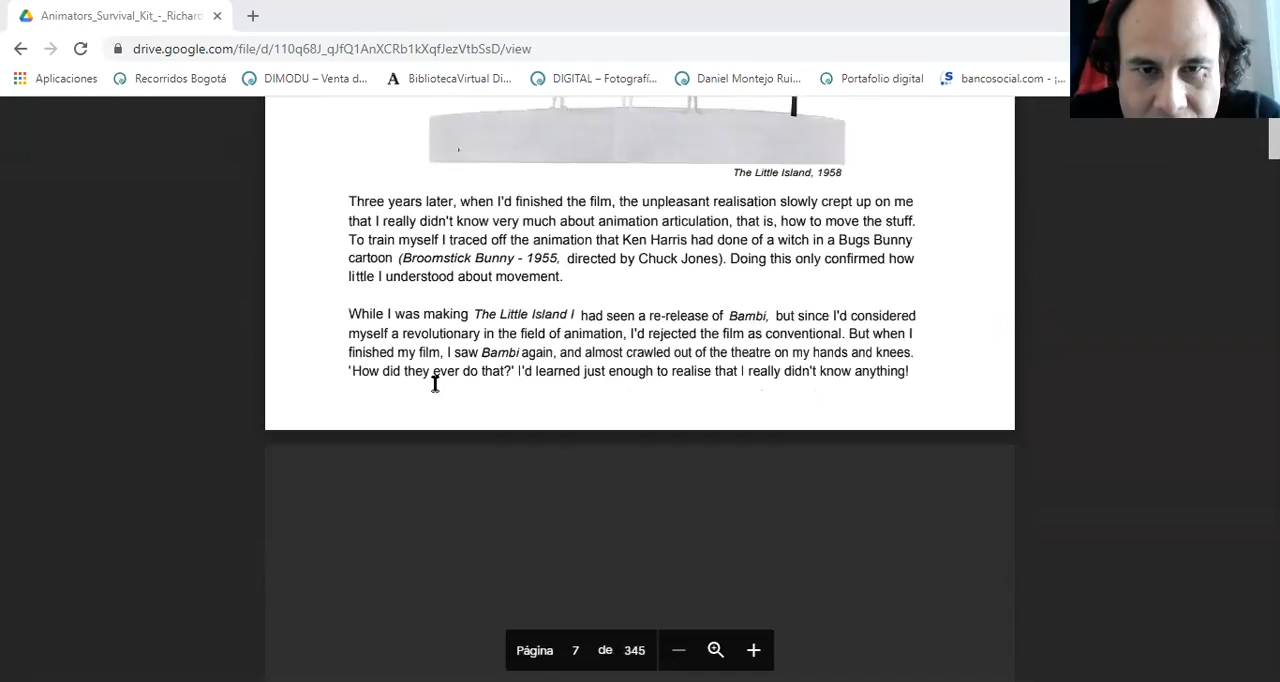 Animators_Survival_Kit_-_Richard
drive.google.com/file/d/110q68J_qJfQ1AnXCRb1kXqfJezVtbSsD/view
Aplicaciones Recorridos Bogotá DIMODU – Venta d... BibliotecaVirtual Di... DIGITAL – Fotografí... Daniel Montejo Rui... Portafolio digital bancosocial.com - ¡...
The Little Island, 1958
Three years later, when I'd finished the film, the unpleasant realisation slowly crept up on me
that I really didn't know very much about animation articulation, that is, how to move the stuff.
To train myself I traced off the animation that Ken Harris had done of a witch in a Bugs Bunny
cartoon (Broomstick Bunny - 1955, directed by Chuck Jones). Doing this only confirmed how
little I understood about movement.
While I was making The Little Island I had seen a re-release of Bambi, but since I'd considered
myself a revolutionary in the field of animation, I'd rejected the film as conventional. But when I
finished my film, I saw Bambi again, and almost crawled out of the theatre on my hands and knees.
'How did they ever do that?' I'd learned just enough to realise that I really didn't know anything!
Página 7 de 345